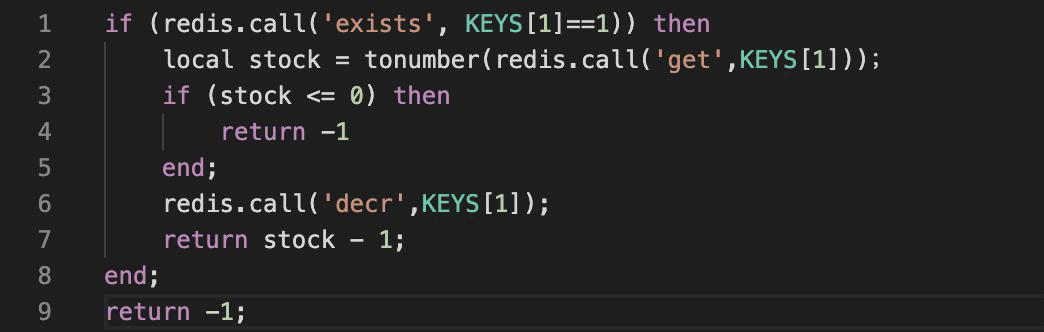 1 if (redis.call('exists', KEYS[1]==1)) then
2 local stock = tonumber(redis.call('get',KEYS[1]));
3 if (stock <= 0) then
4 return -1
5 end;
6 redis.call('decr',KEYS[1]);
7 return stock - 1;
8 end;
9 return -1;